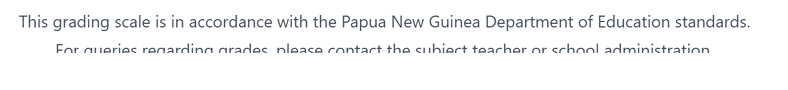 This grading scale is in accordance with the Papua New Guinea Department of Education standards.
For queries regarding grades, please contact the subject teacher or school administration